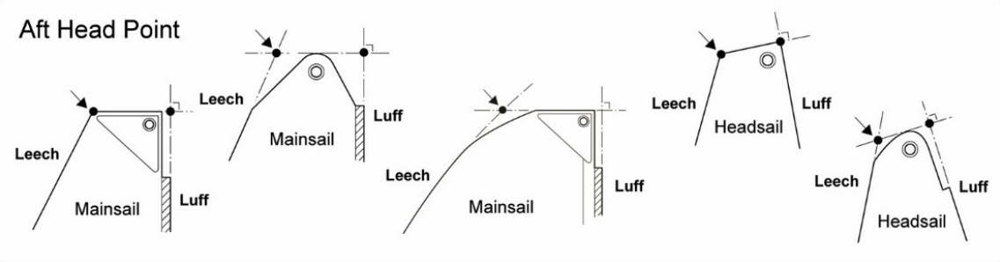 Aft Head Point
Leech
Luff
Mainsail
Leech
Luff
Mainsail
Leech
Luff
Mainsail
Leech
Luff
Headsail
Leech
Luff
Headsail